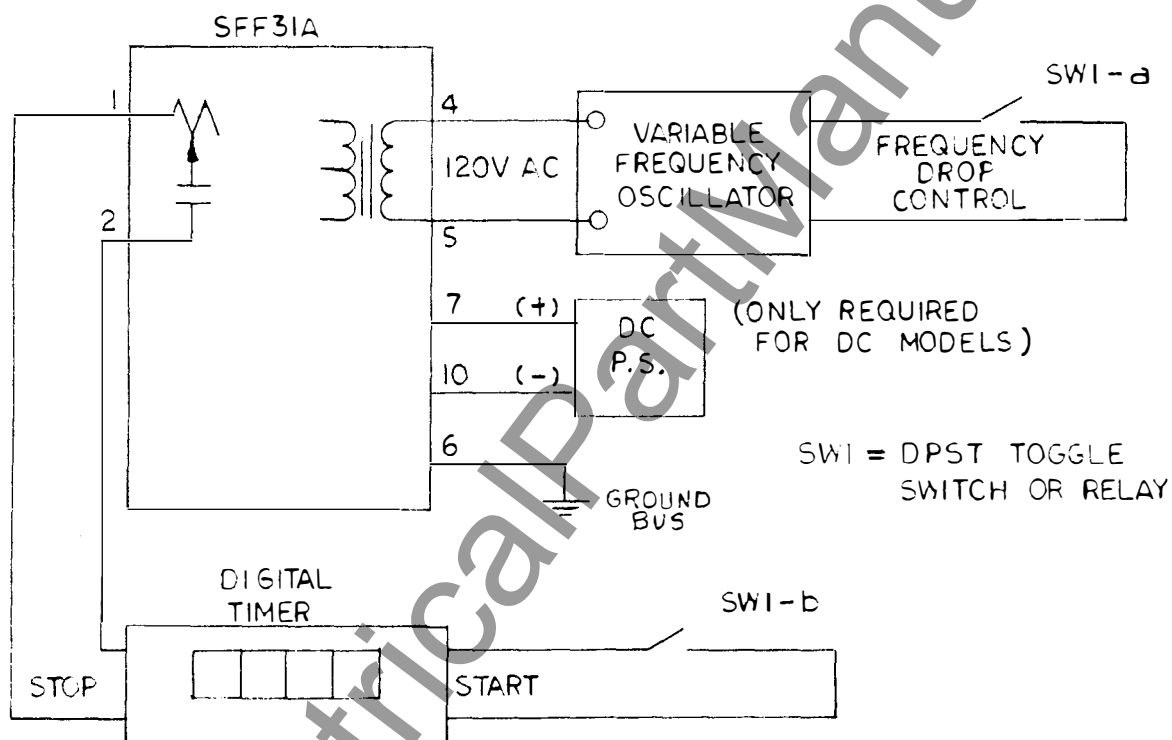 SFF31A
1
2
4
120V AC
5
VARIABLE
FREQUENCY
OSCILLATOR
SW1-a
FREQUENCY
DROP
CONTROL
7 (+)
10 (-)
6
DC
P.S.
(ONLY REQUIRED
FOR DC MODELS)
GROUND
BUS
SW1 = DPST TOGGLE
SWITCH OR RELAY
DIGITAL
TIMER
STOP
START
SW1-b
ctricalPartManu